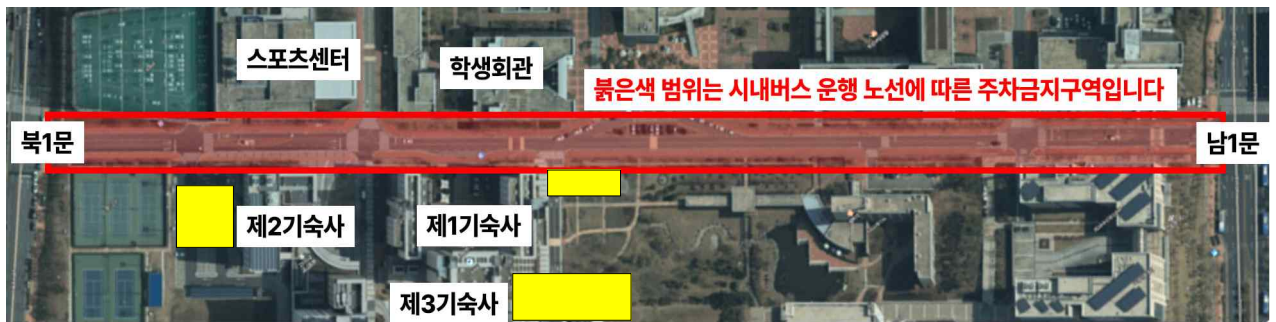 스포츠센터
학생회관
붉은색 범위는 시내버스 운행 노선에 따른 주차금지구역입니다
북1문
남1문
제2기숙사
제1기숙사
제3기숙사